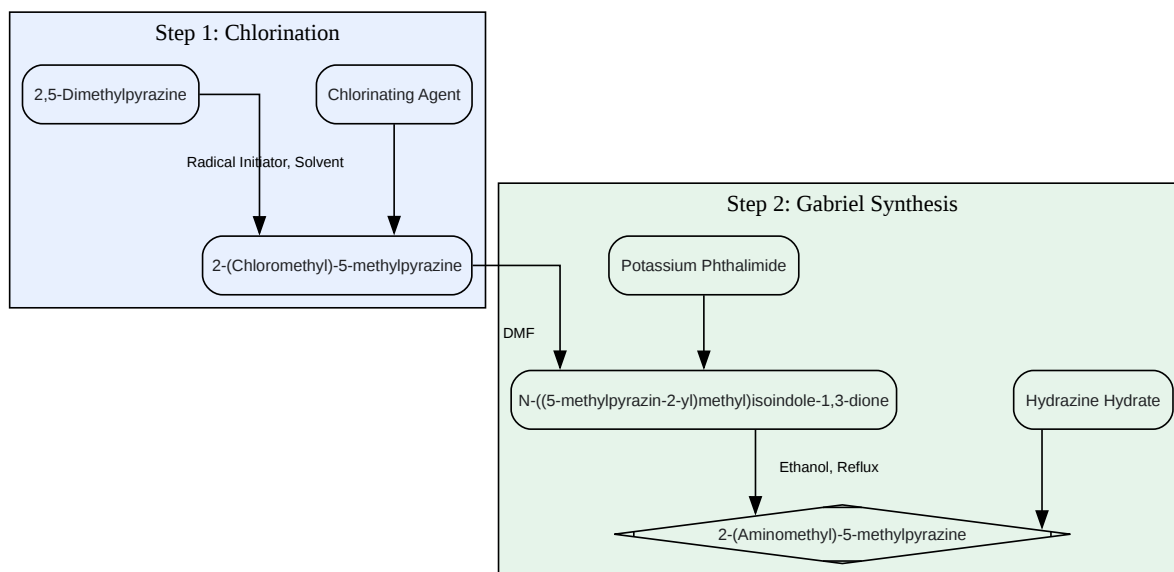 Step 1: Chlorination
2,5-Dimethylpyrazine
Chlorinating Agent
Radical Initiator, Solvent
2-(Chloromethyl)-5-methylpyrazine
Step 2: Gabriel Synthesis
Potassium Phthalimide
DMF
N-((5-methylpyrazin-2-yl)methyl)isoindole-1,3-dione
Hydrazine Hydrate
Ethanol, Reflux
2-(Aminomethyl)-5-methylpyrazine